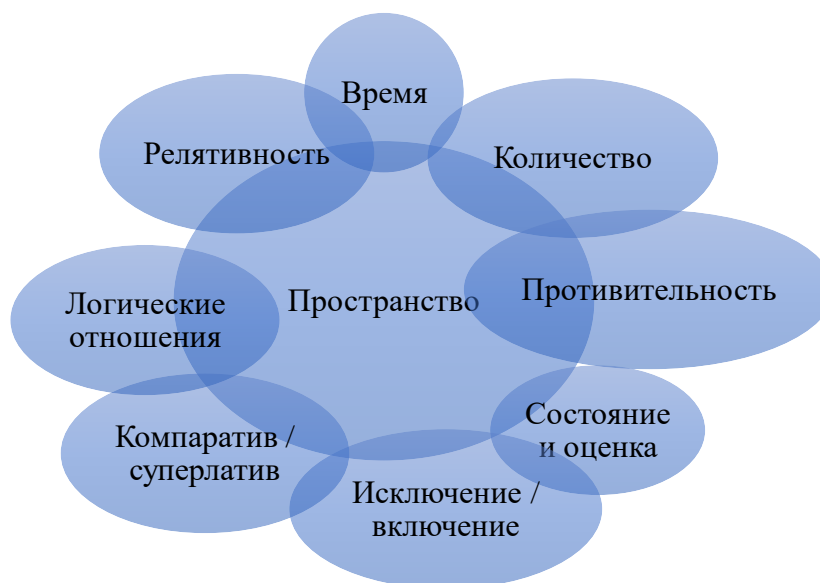 Время
Релятивность
Количество
Пространство
Противительность
Логические
отношения
Состояние
и оценка
Компаратив /
суперлатив
Исключение /
включение